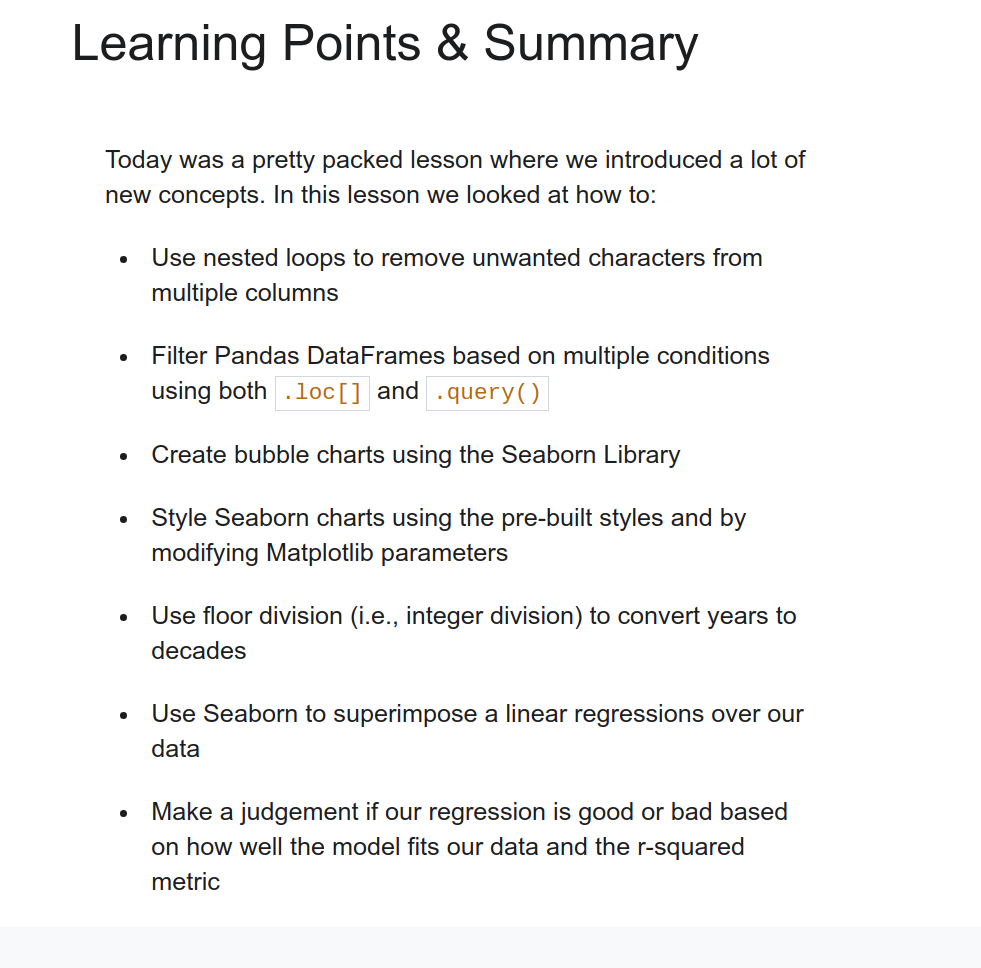 Learning Points & Summary
Today was a pretty packed lesson where we introduced a lot of
new concepts. In this lesson we looked at how to:
• Use nested loops to remove unwanted characters from
multiple columns
• Filter Pandas DataFrames based on multiple conditions
using both .loc[] and .query()
• Create bubble charts using the Seaborn Library
• Style Seaborn charts using the pre-built styles and by
modifying Matplotlib parameters
• Use floor division (i.e., integer division) to convert years to
decades
• Use Seaborn to superimpose a linear regressions over our
data
• Make a judgement if our regression is good or bad based
on how well the model fits our data and the r-squared
metric